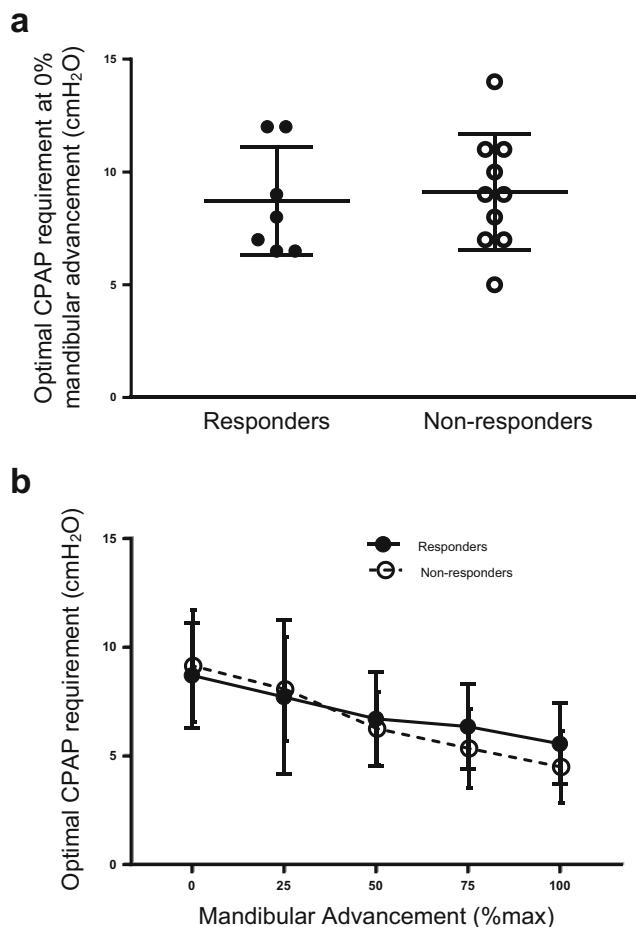 a
Optimal CPAP requirement at 0%
mandibular advancement (cmH₂O)
15
10
5
0
Responders
Non-responders
b
Optimal CPAP requirement (cmH₂O)
15
10
5
0
Responders
Non-responders
0
25
50
75
100
Mandibular Advancement (%max)